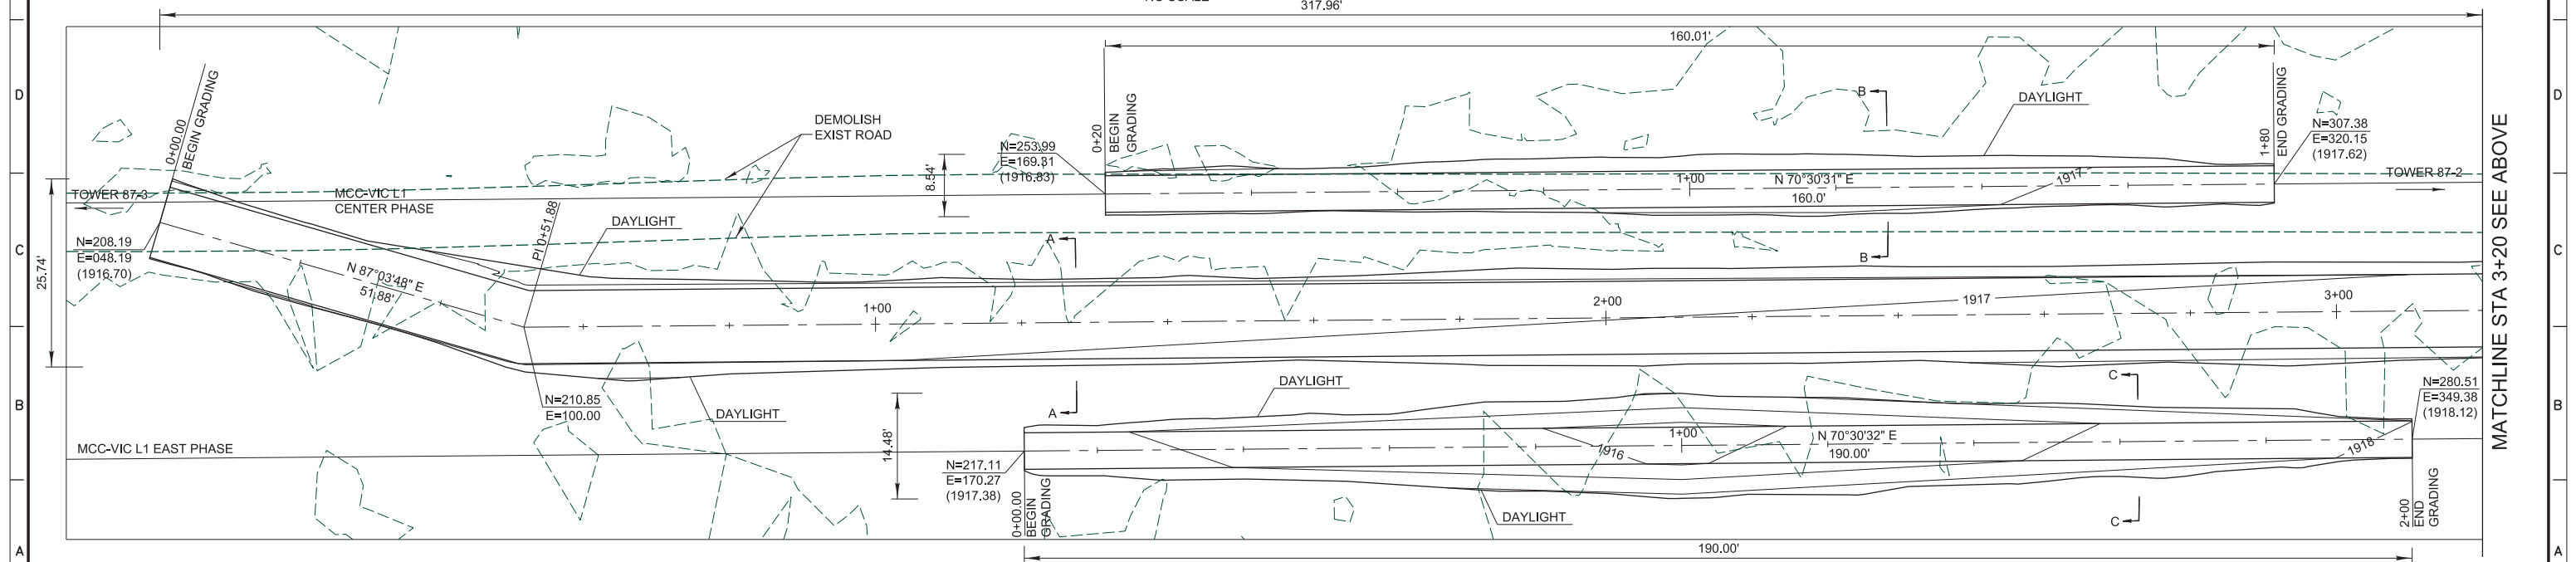 317.96'
160.01'
D
D
0+00.00
BEGIN GRADING
DEMOLISH
EXIST ROAD
0+20
BEGIN
GRADING
B
DAYLIGHT
1+80
END GRADING
N=307.38
E=320.15
(1917.62)
N=253.99
E=169.31
(1916.83)
8.54'
TOWER 87-3
MCC-VIC L1
CENTER PHASE
1+00
N 70°30'31" E
160.0'
1917
TOWER 87-2
MATCHLINE STA 3+20 SEE ABOVE
PI 0+51.88
DAYLIGHT
C
N=208.19
E=048.19
(1916.70)
25.74'
A
B
C
N 87°03'48" E
51.88'
1+00
2+00
1917
3+00
DAYLIGHT
C
N=280.51
E=349.38
(1918.12)
B
N=210.85
E=100.00
DAYLIGHT
A
B
14.48'
MCC-VIC L1 EAST PHASE
1+00
N 70°30'32" E
190.00'
1916
1918
N=217.11
E=170.27
(1917.38)
0+00.00
BEGIN
GRADING
DAYLIGHT
C
2+00
END
GRADING
A
190.00'
A